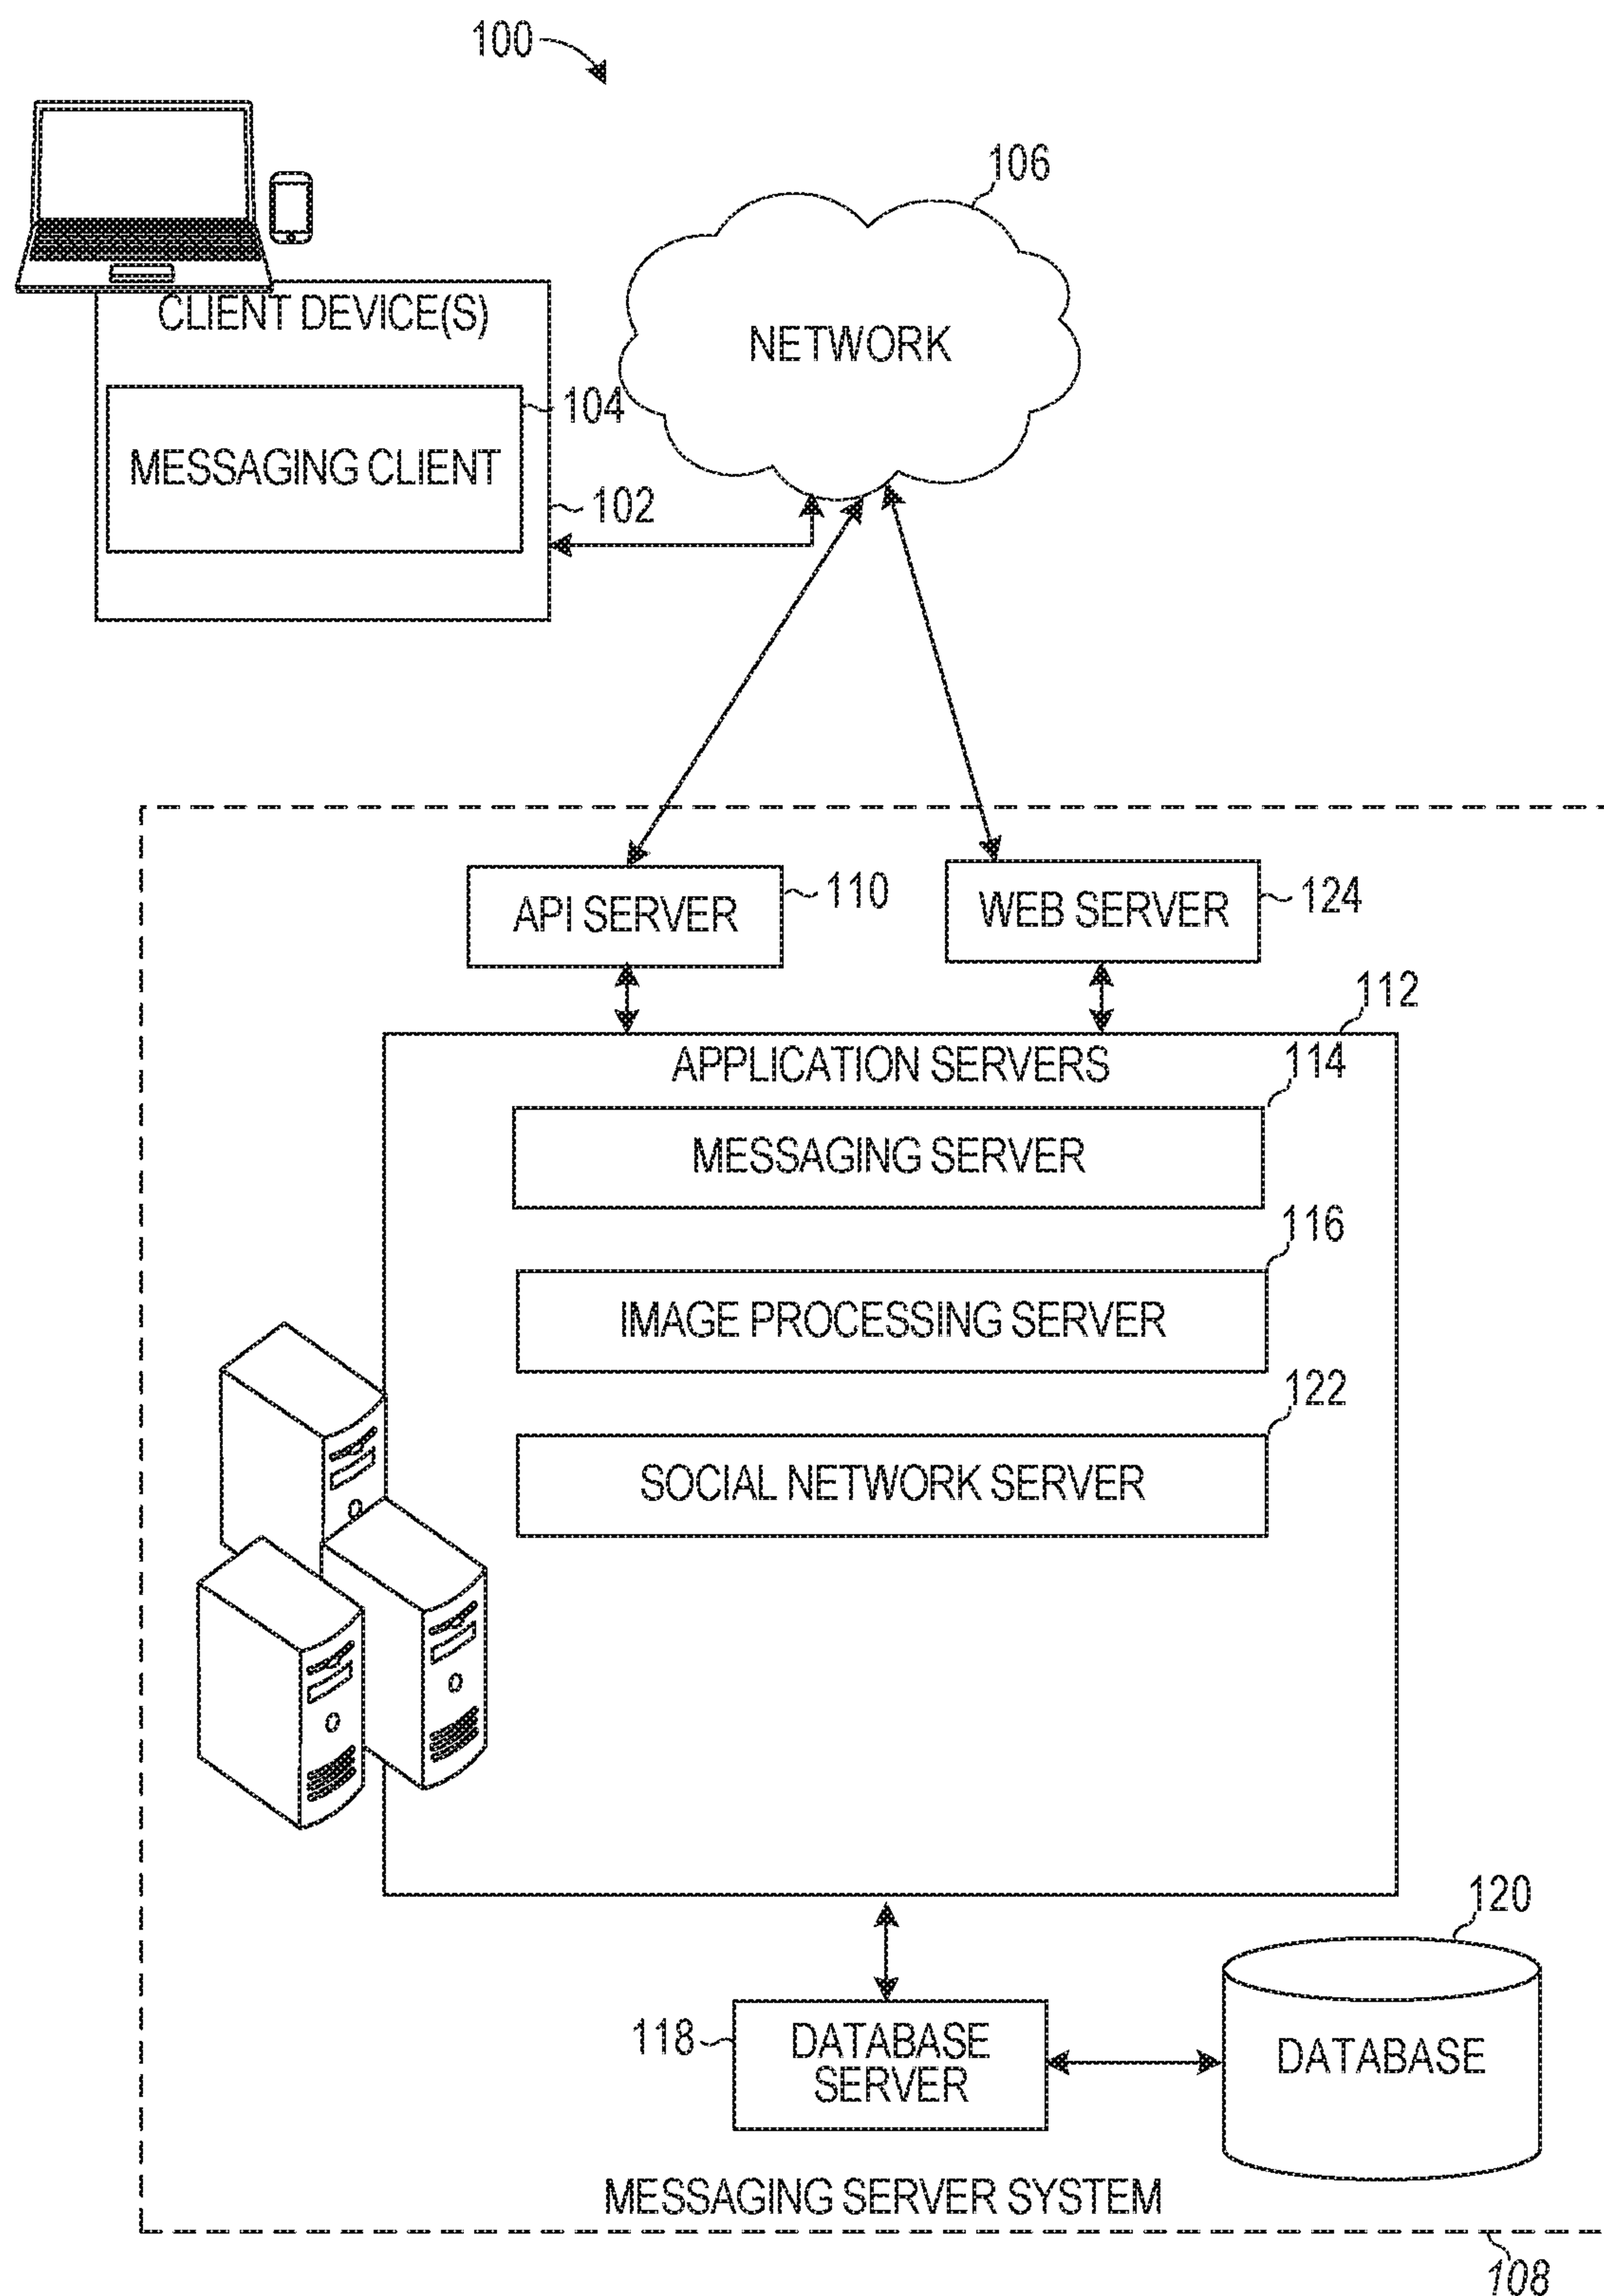 100
106
CLIENT DEVICE(S)
NETWORK
104
MESSAGING CLIENT
102
API SERVER
110
WEB SERVER
124
112
APPLICATION SERVERS
114
MESSAGING SERVER
116
IMAGE PROCESSING SERVER
122
SOCIAL NETWORK SERVER
120
118
DATABASE
SERVER
DATABASE
MESSAGING SERVER SYSTEM
108